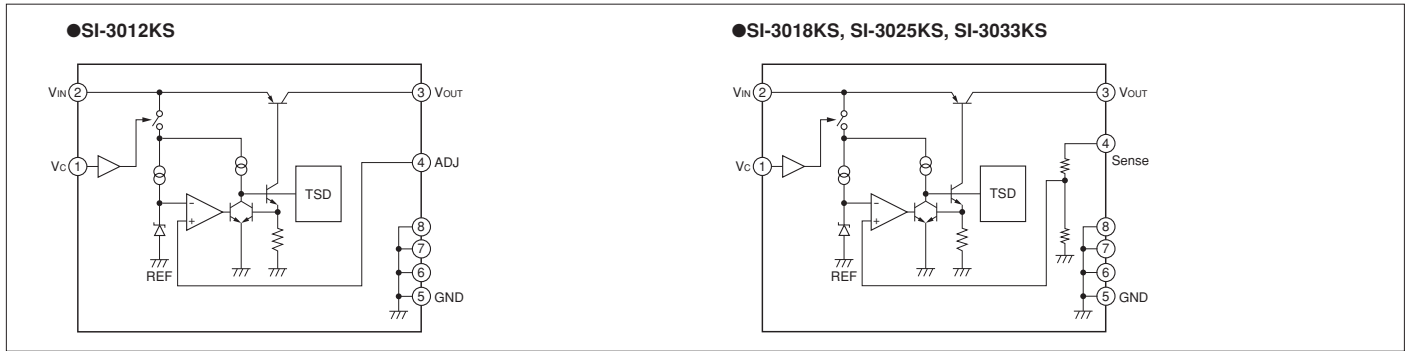 ●SI-3012KS
VIN 2
3 VOUT
VC 1
4 ADJ
TSD
−
+
REF
8
7
6
5 GND
●SI-3018KS, SI-3025KS, SI-3033KS
VIN 2
3 VOUT
VC 1
4
Sense
TSD
−
+
REF
8
7
6
5 GND